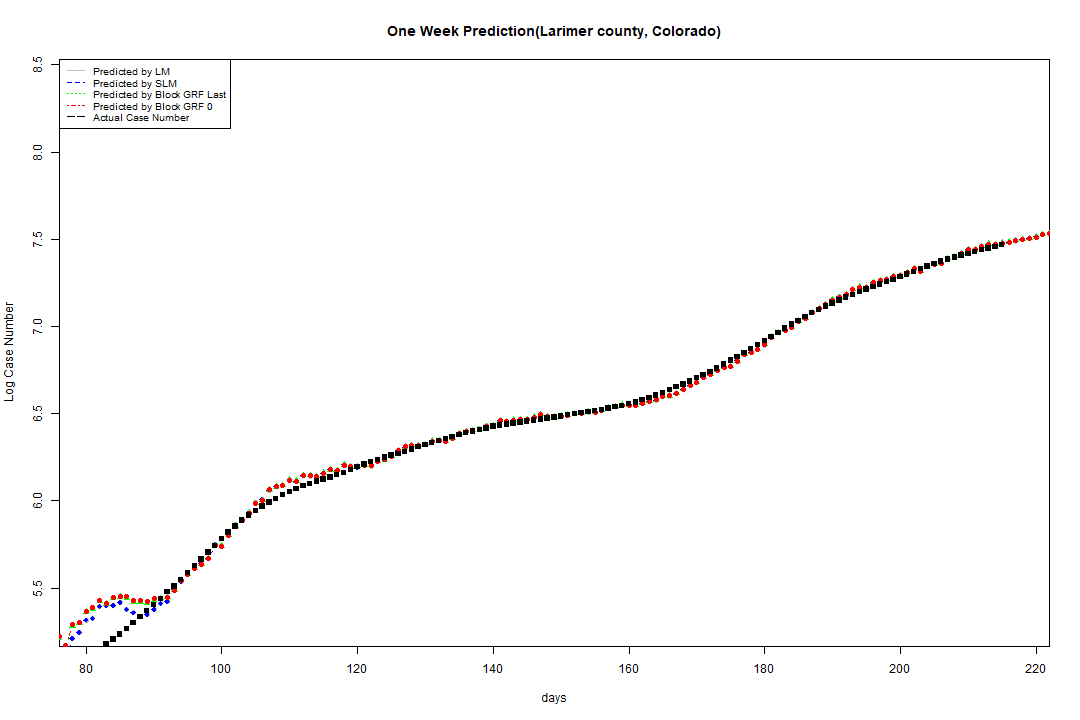 One Week Prediction(Larimer county, Colorado)
Predicted by LM
Predicted by SLM
Predicted by Block GRF Last
Predicted by Block GRF 0
Actual Case Number
8.5
8.0
7.5
7.0
6.5
6.0
5.5
Log Case Number
80 100 120 140 160 180 200 220
days